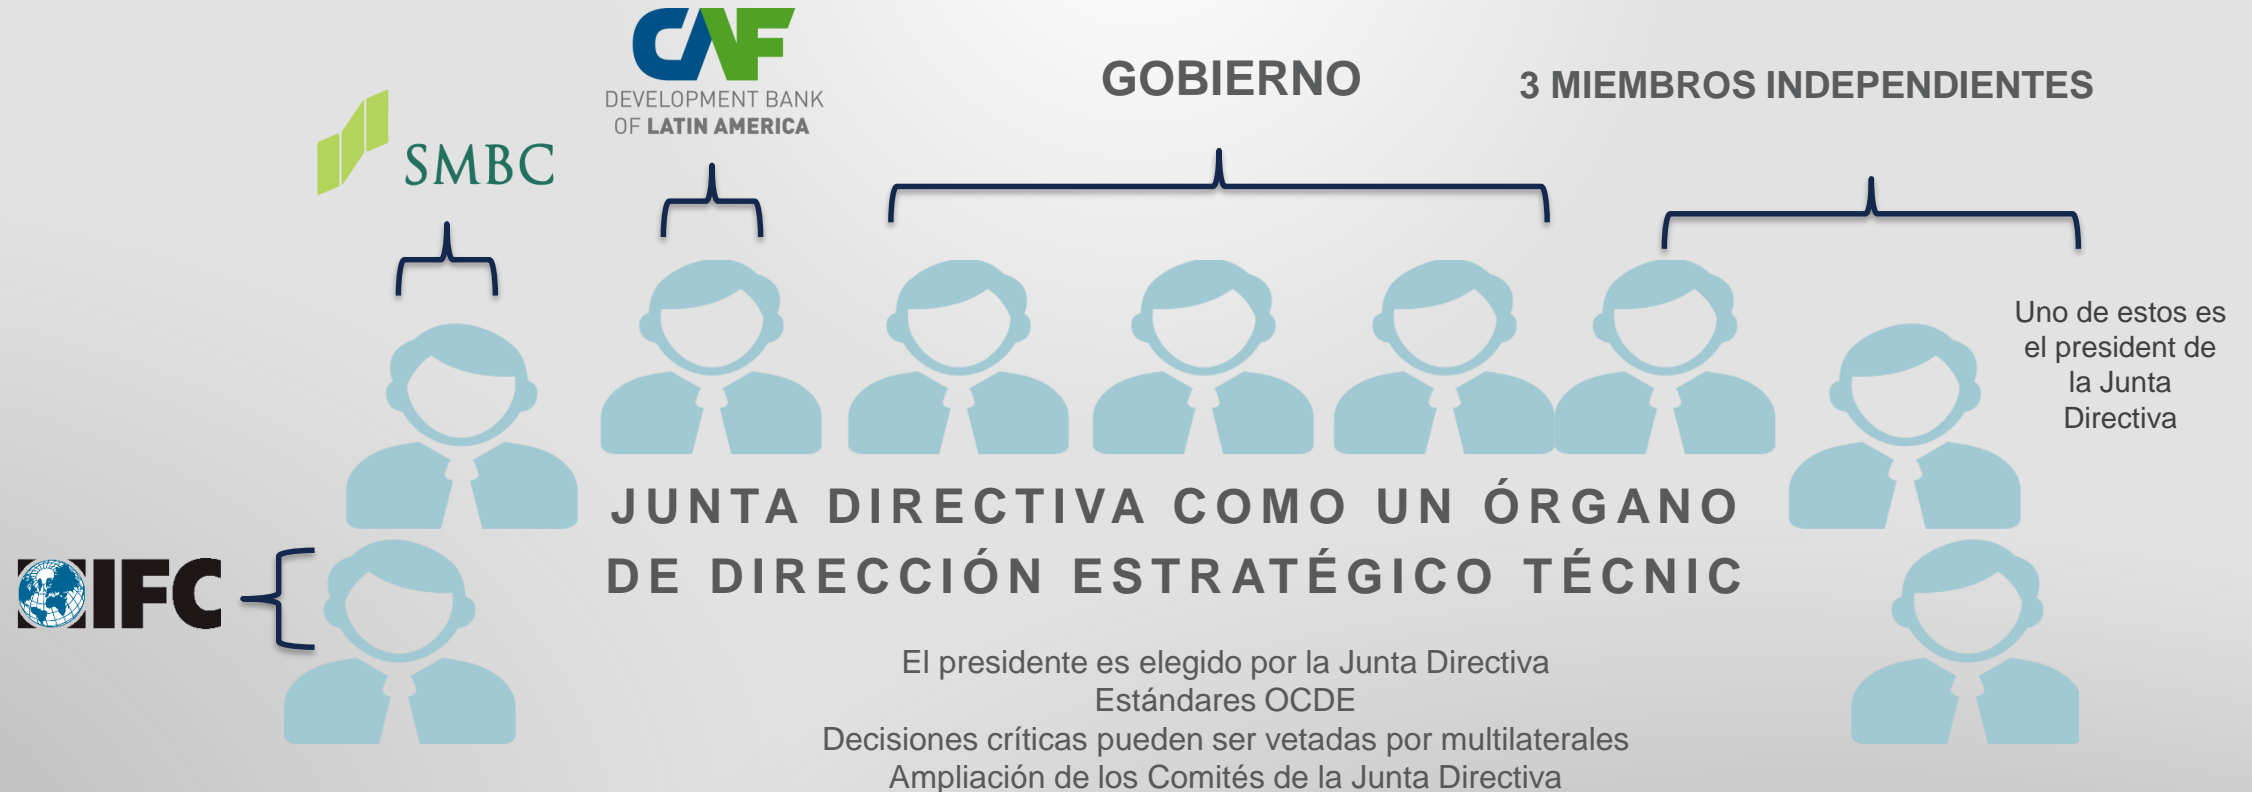 CAF
DEVELOPMENT BANK
OF LATIN AMERICA
GOBIERNO
3 MIEMBROS INDEPENDIENTES
SMBC
Uno de estos es
el president de
la Junta
Directiva
JUNTA DIRECTIVA COMO UN ÓRGANO
DE DIRECCIÓN ESTRATÉGICO TÉCNIC
IFC
El presidente es elegido por la Junta Directiva
Estándares OCDE
Decisiones críticas pueden ser vetadas por multilaterales
Ampliación de los Comités de la Junta Directiva